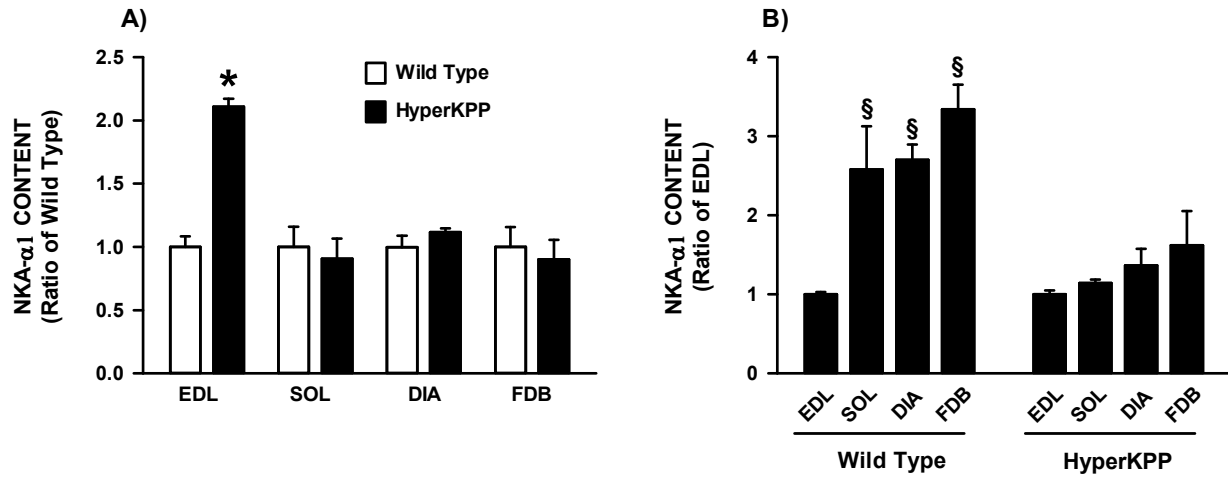 A)
NKA-α1 CONTENT
(Ratio of Wild Type)
2.5
2.0
1.5
1.0
0.5
0.0
*
Wild Type
HyperKPP
EDL SOL DIA FDB
B)
NKA-α1 CONTENT
(Ratio of EDL)
4
3
2
1
0
§ § §
EDL SOL DIA FDB EDL SOL DIA FDB
Wild Type HyperKPP